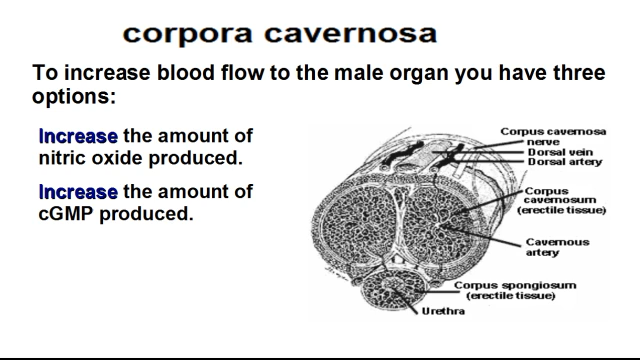 corpora cavernosa
To increase blood flow to the male organ you have three
options:
Increase the amount of
nitric oxide produced.
Increase the amount of
cGMP produced.
Corpus cavernosa
nerve
Dorsal vein
Dorsal artery
Corpus
cavernosum
(erectile tissue)
Cavernous
artery
Corpus spongiosum
(erectile tissue)
Urethra